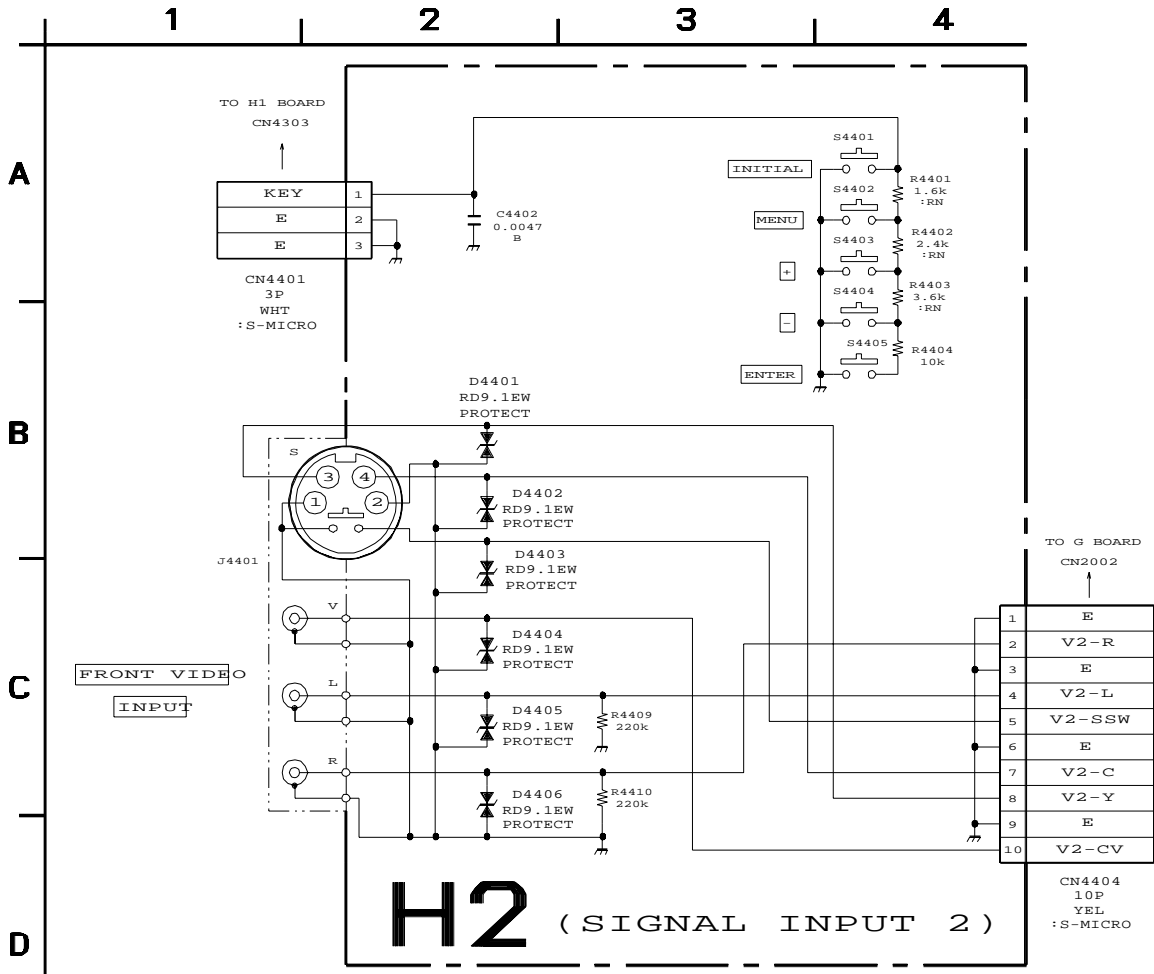 1 2 3 4
A
B
C
D
TO H1 BOARD
CN4303
KEY 1
E 2
E 3
CN4401
3P
WHT
:S-MICRO
C4402
0.0047
B
INITIAL
MENU
+
-
ENTER
S4401
S4402
S4403
S4404
S4405
R4401
1.6k
:RN
R4402
2.4k
:RN
R4403
3.6k
:RN
R4404
10k
D4401
RD9.1EW
PROTECT
S
3 4
1 2
J4401
D4402
RD9.1EW
PROTECT
D4403
RD9.1EW
PROTECT
V
D4404
RD9.1EW
PROTECT
FRONT VIDEO
INPUT
L
D4405
RD9.1EW
PROTECT
R4409
220k
R
D4406
RD9.1EW
PROTECT
R4410
220k
TO G BOARD
CN2002
1 E
2 V2-R
3 E
4 V2-L
5 V2-SSW
6 E
7 V2-C
8 V2-Y
9 E
10 V2-CV
CN4404
10P
YEL
:S-MICRO
H2 (SIGNAL INPUT 2)